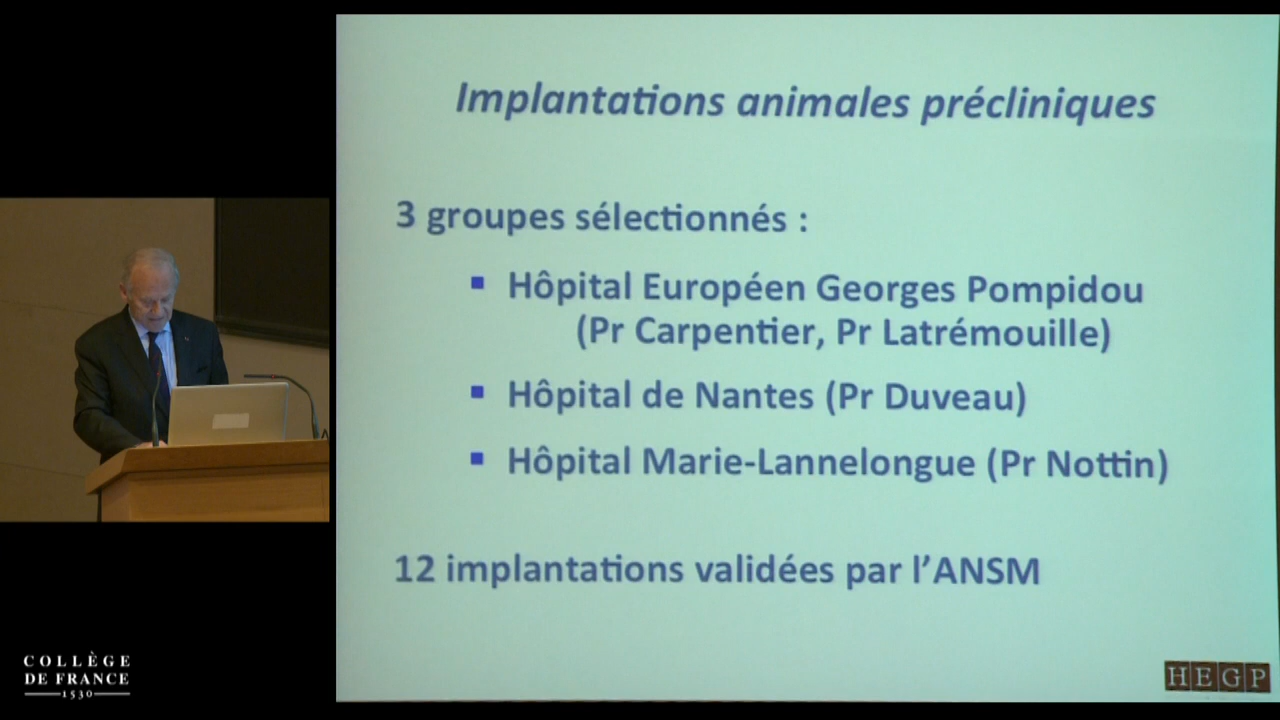 Implantations animales précliniques
3 groupes sélectionnés :
Hôpital Européen Georges Pompidou
(Pr Carpentier, Pr Latrémouille)
Hôpital de Nantes (Pr Duveau)
Hôpital Marie-Lannelongue (Pr Nottin)
12 implantations validées par l’ANSM
HEGP
COLLÈGE
DE FRANCE
1530